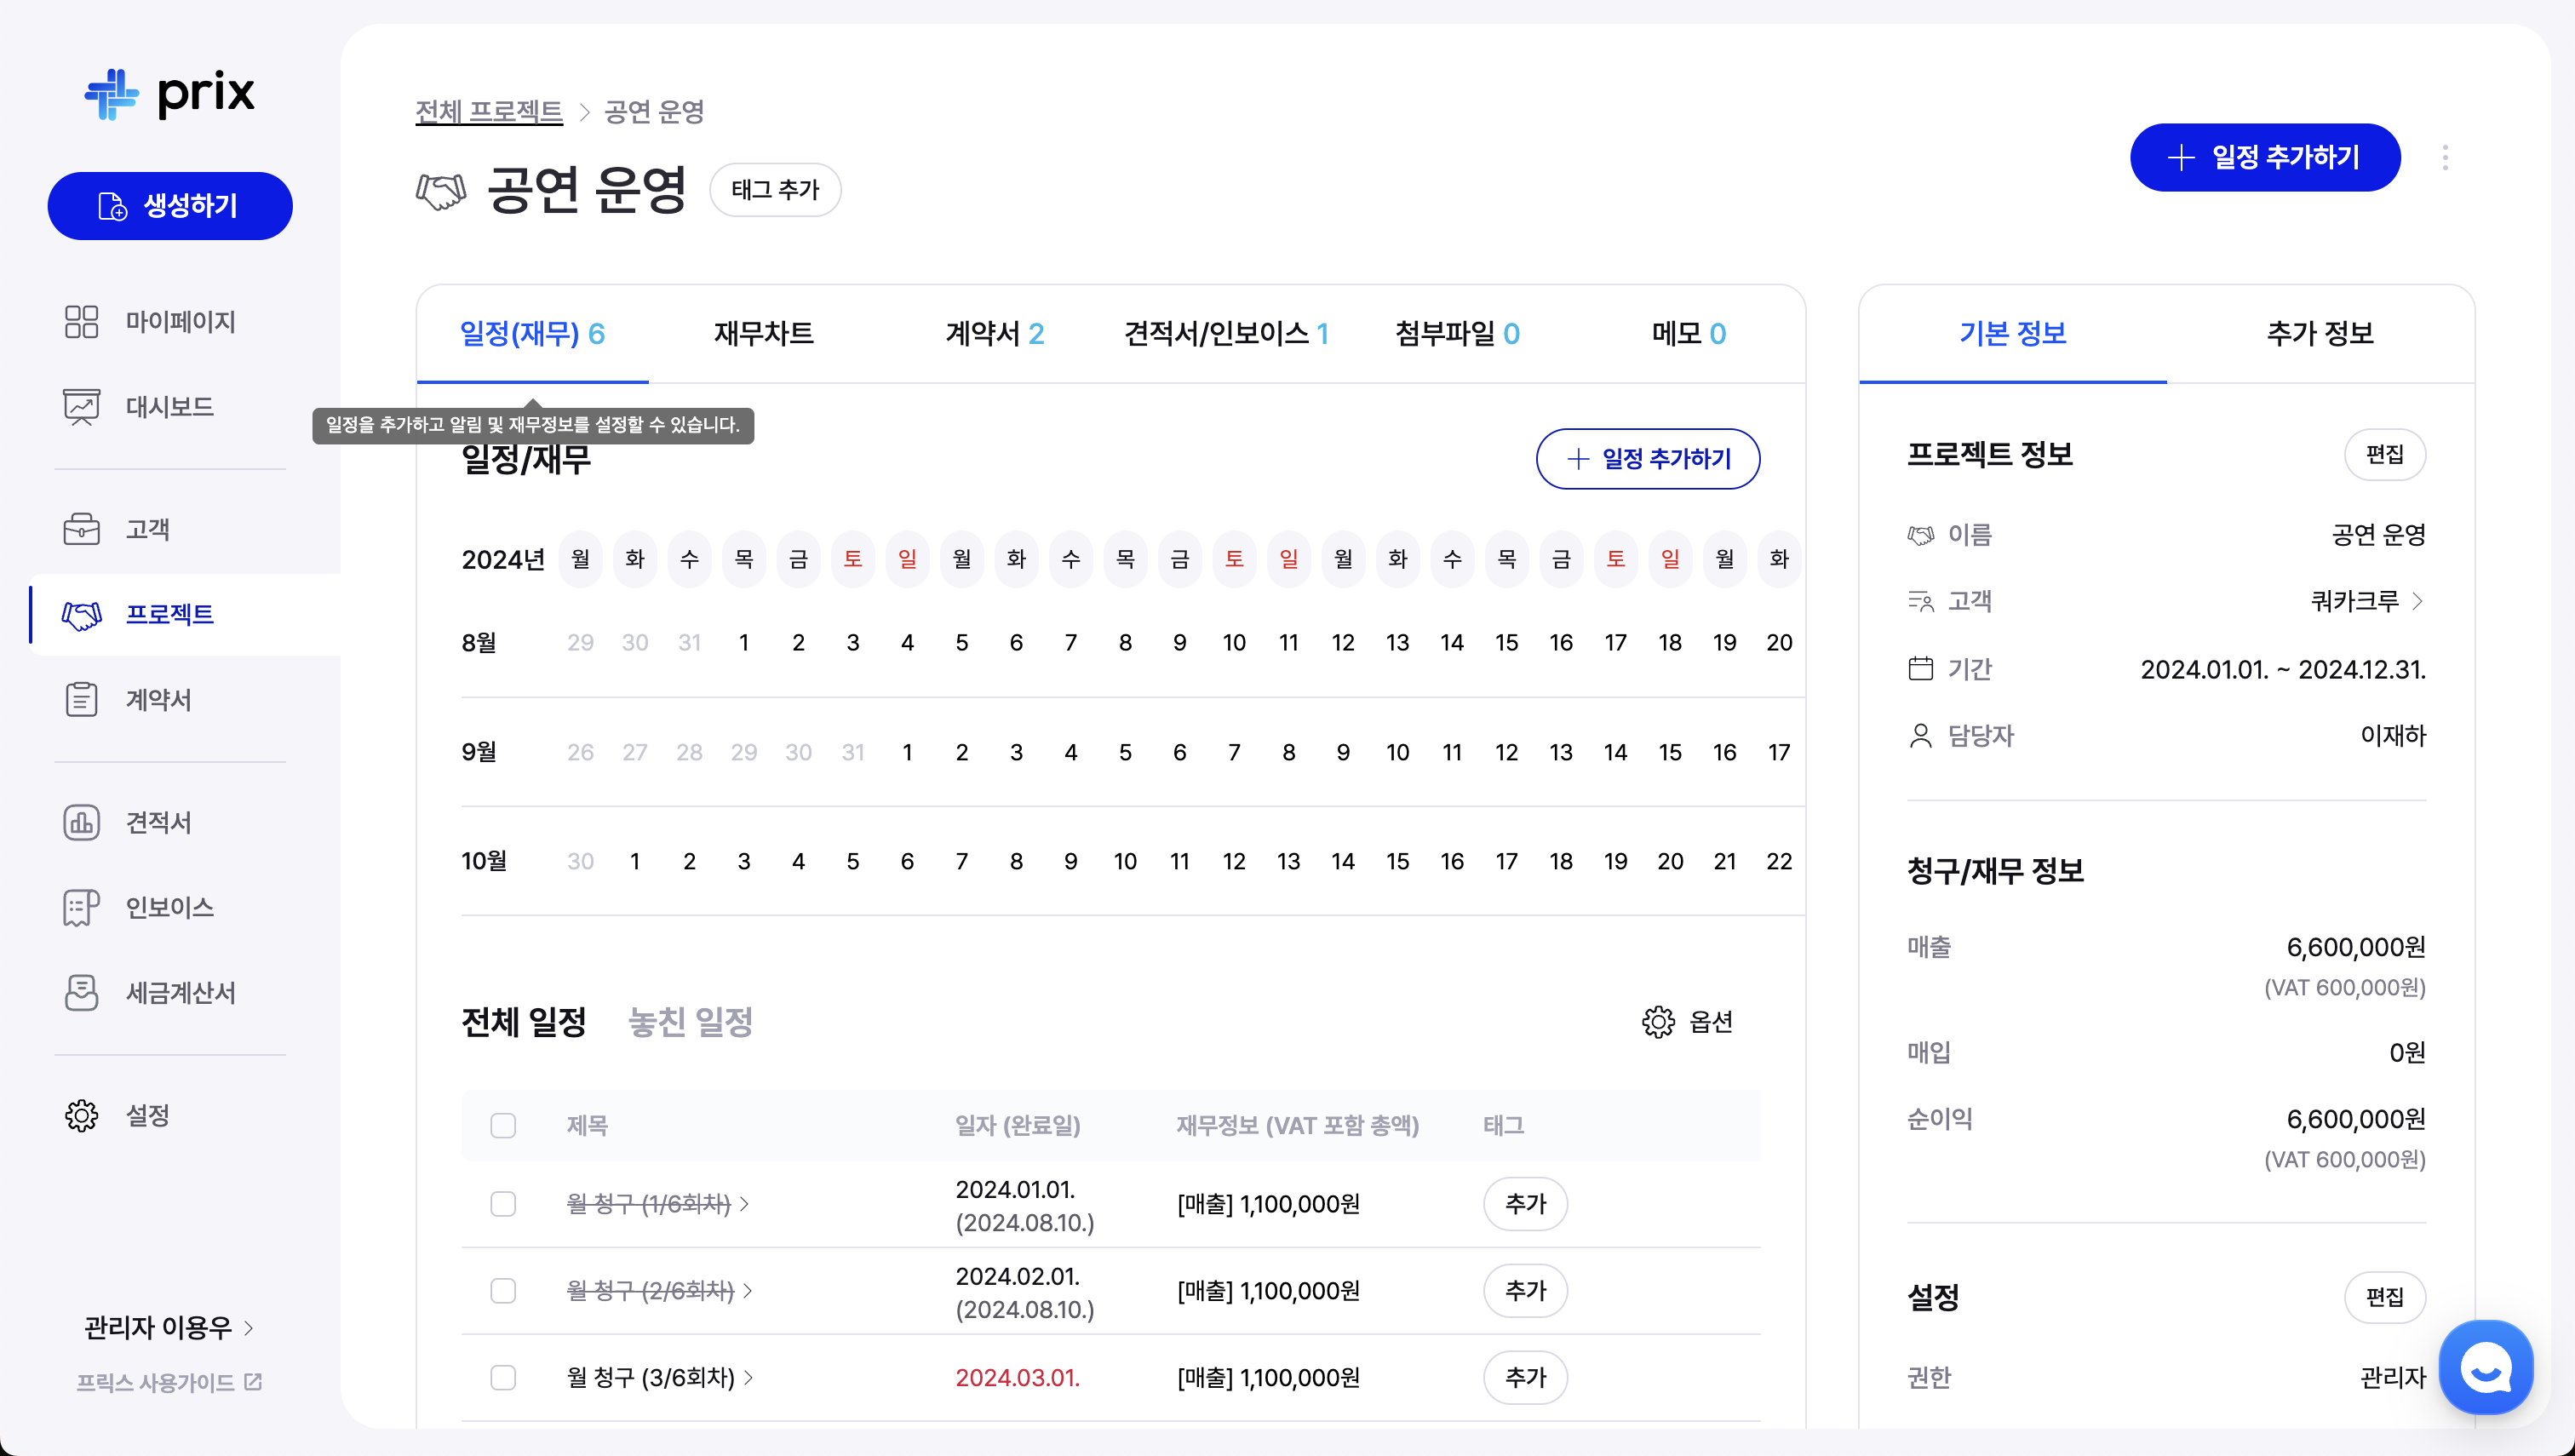 prix
생성하기
마이페이지
대시보드
고객
프로젝트
계약서
견적서
인보이스
세금계산서
설정
관리자 이용우
프릭스 사용가이드
전체 프로젝트 > 공연 운영
공연 운영 태그 추가
일정 추가하기
일정(재무) 6 재무차트 계약서 2 견적서/인보이스 1 첨부파일 0 메모 0
일정을 추가하고 알림 및 재무정보를 설정할 수 있습니다.
일정/재무 일정 추가하기
2024년 월 화 수 목 금 토 일 월 화 수 목 금 토 일 월 화 수 목 금 토 일 월 화
8월 29 30 31 1 2 3 4 5 6 7 8 9 10 11 12 13 14 15 16 17 18 19 20
9월 26 27 28 29 30 31 1 2 3 4 5 6 7 8 9 10 11 12 13 14 15 16 17
10월 30 1 2 3 4 5 6 7 8 9 10 11 12 13 14 15 16 17 18 19 20 21 22
전체 일정 놓친 일정 옵션
제목 일자 (완료일) 재무정보 (VAT 포함 총액) 태그
월 청구 (1/6회차) 2024.01.01. [매출] 1,100,000원 추가
(2024.08.10.)
월 청구 (2/6회차) 2024.02.01. [매출] 1,100,000원 추가
(2024.08.10.)
월 청구 (3/6회차) 2024.03.01. [매출] 1,100,000원 추가
기본 정보 추가 정보
프로젝트 정보 편집
이름 공연 운영
고객 쿼카크루
기간 2024.01.01. ~ 2024.12.31.
담당자 이재하
청구/재무 정보
매출 6,600,000원
(VAT 600,000원)
매입 0원
순이익 6,600,000원
(VAT 600,000원)
설정 편집
권한 관리자